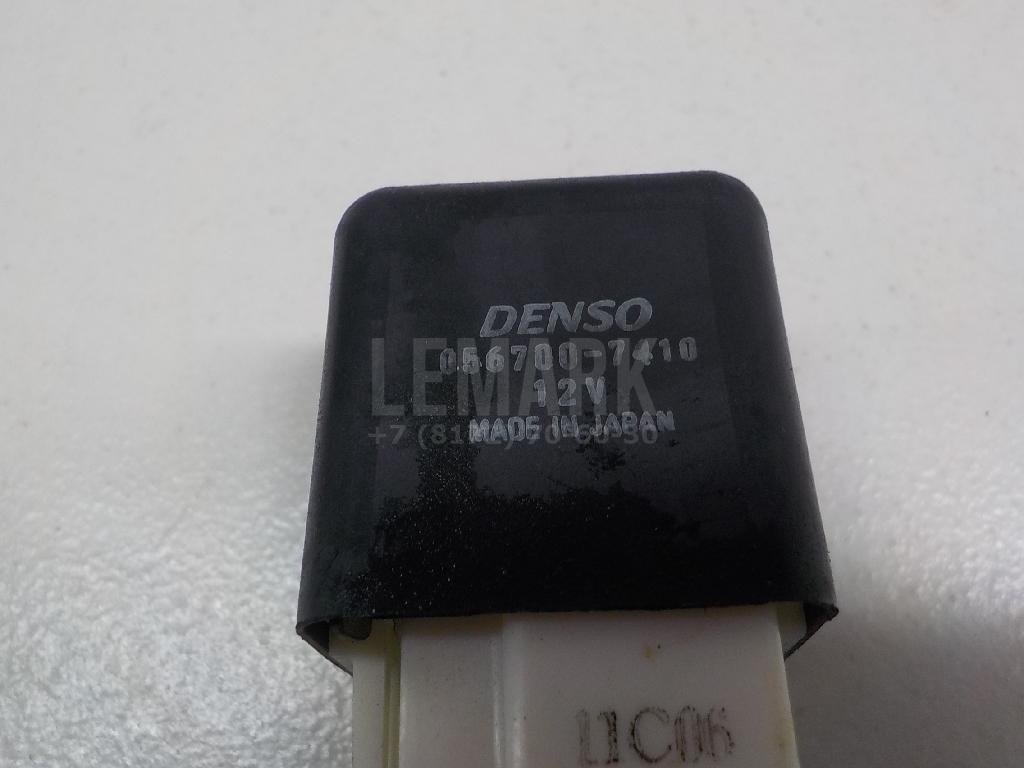 DENSO
056700-7410
LEMARK
12V
MADE IN JAPAN
11C06